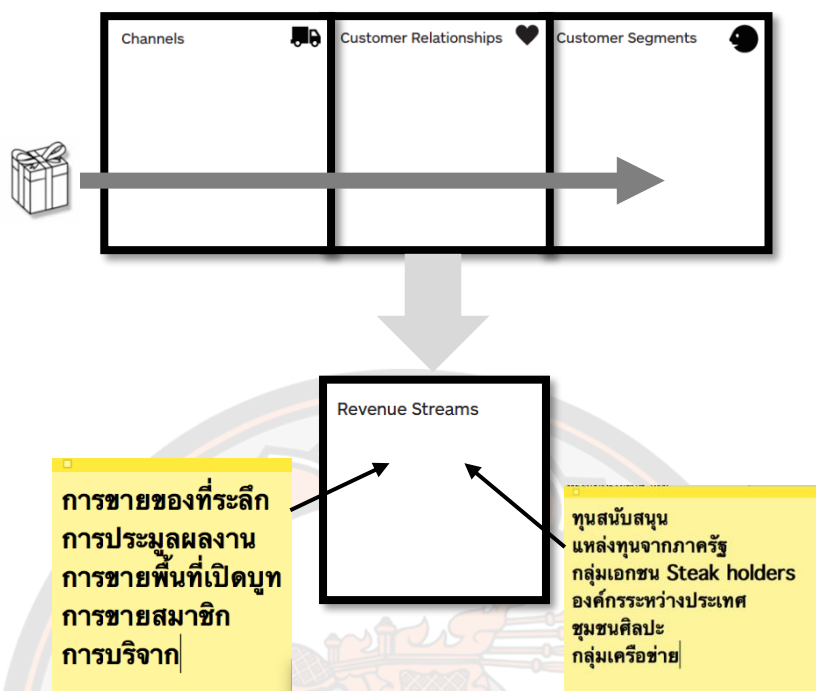 Channels
Customer Relationships
Customer Segments
Revenue Streams
การขายของที่ระลึก
การประมูลผลงาน
การขายพื้นที่เปิดบูท
การขายสมาชิก
การบริจาก
ทุนสนับสนุน
แหล่งทุนจากภาครัฐ
กลุ่มเอกชน Steak holders
องค์กรระหว่างประเทศ
ชุมชนศิลปะ
กลุ่มเครือข่าย